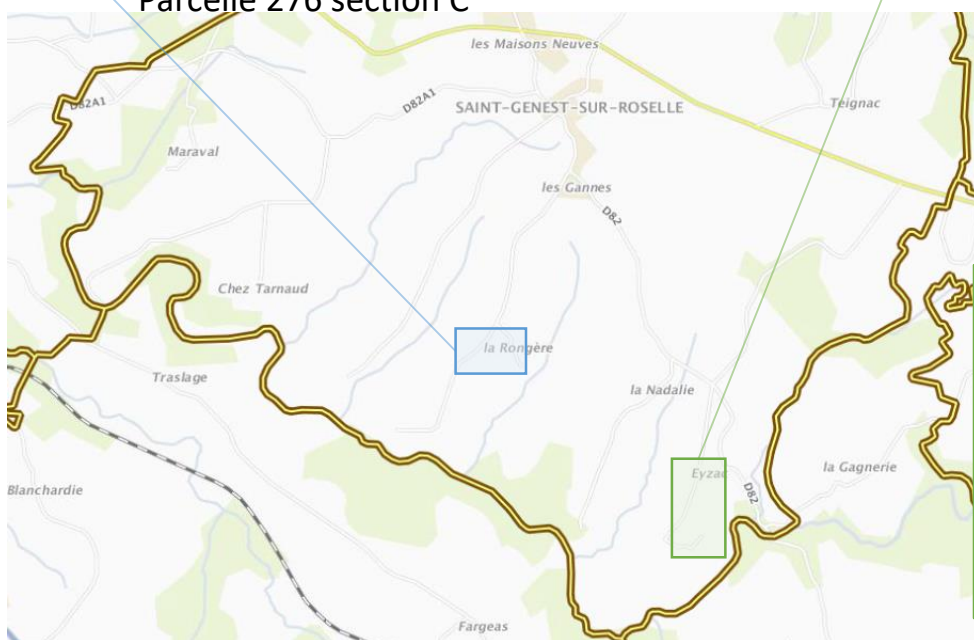 Parcelle 276 section C
les Maisons Neuves
D82A1
D82A1
SAINT-GENEST-SUR-ROSELLE
Teignac
Maraval
les Gannes
D82
Chez Tarnaud
la Rongère
Traslage
la Nadalie
Eyzac
D82
la Gagnerie
Blanchardie
Fargeas